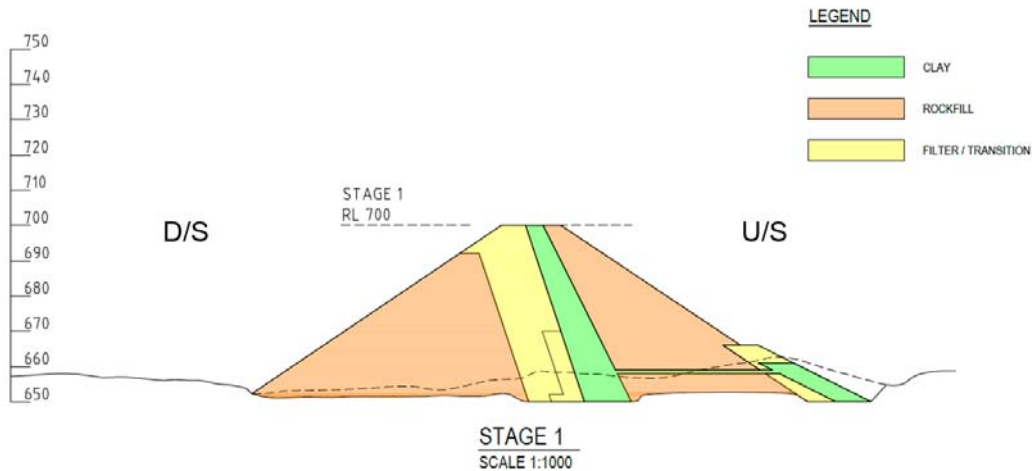 LEGEND
CLAY
ROCKFILL
FILTER / TRANSITION
750
740
730
720
710
700
690
680
670
660
650
STAGE 1
RL 700
D/S
U/S
STAGE 1
SCALE 1:1000